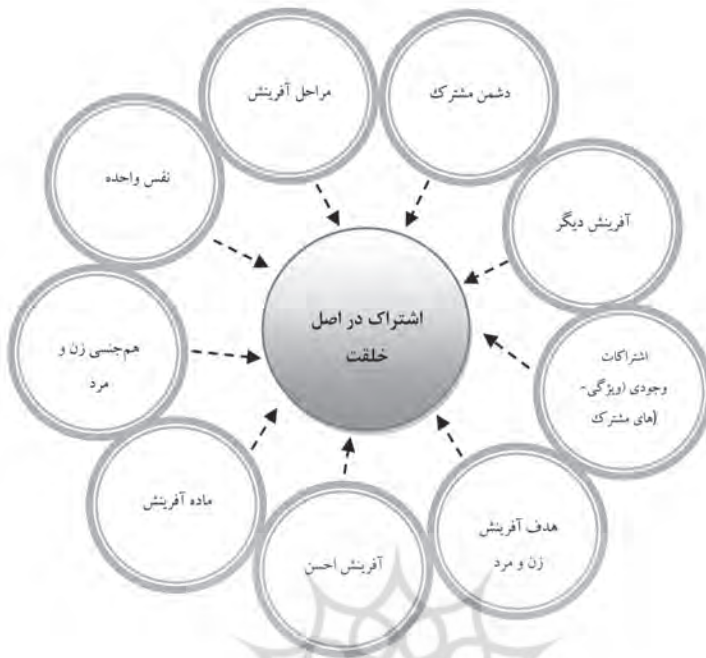 مراحل آفرینش
دشمن مشترک
نفس واحده
آفرینش دیگر
اشتراک در اصل
خلقت
هم‌جنسی زن و
مرد
اشتراکات
وجودی (ویژگی-
های مشترک)
ماده آفرینش
هدف آفرینش
زن و مرد
آفرینش احسن